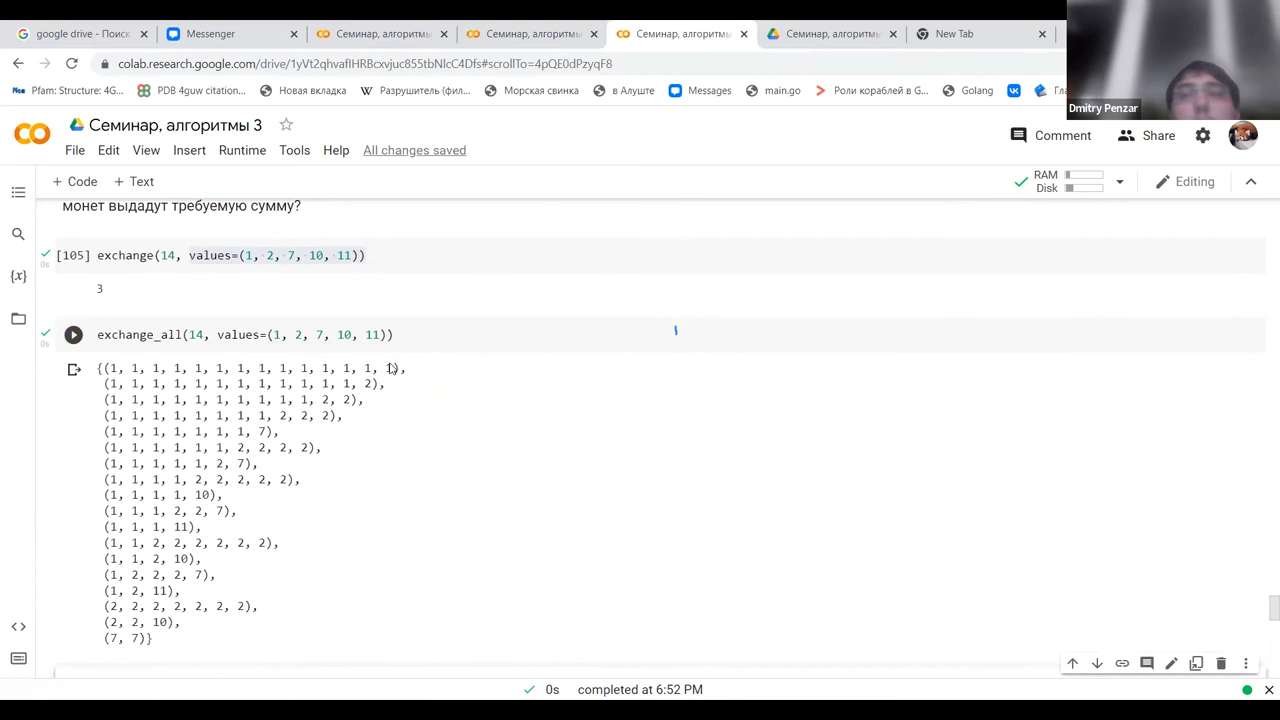 google drive - Поиск
Messenger
Семинар, алгоритмы
Семинар, алгоритмы
Семинар, алгоритмы
Семинар, алгоритмы
New Tab
colab.research.google.com/drive/1yVt2qhvaflHRBcxvjuc855tbNlcC4Dfs#scrollTo=4pQE0dPzyqF8
Pfam: Structure: 4G...
PDB 4guw citation...
Новая вкладка
Разрушитель (фил...
Морская свинка
в Алуште
Messages
main.go
Роли кораблей в G...
Golang
Dmitry Penzar
Семинар, алгоритмы 3
File Edit View Insert Runtime Tools Help All changes saved
Comment
Share
+ Code + Text
RAM
Disk
Editing
монет выдадут требуемую сумму?
[105] exchange(14, values=(1, 2, 7, 10, 11))
0s
3
exchange_all(14, values=(1, 2, 7, 10, 11))
0s
{(1, 1, 1, 1, 1, 1, 1, 1, 1, 1, 1, 1, 1, 1),
(1, 1, 1, 1, 1, 1, 1, 1, 1, 1, 1, 1, 2),
(1, 1, 1, 1, 1, 1, 1, 1, 1, 1, 2, 2),
(1, 1, 1, 1, 1, 1, 1, 1, 2, 2, 2),
(1, 1, 1, 1, 1, 1, 1, 7),
(1, 1, 1, 1, 1, 1, 2, 2, 2, 2),
(1, 1, 1, 1, 1, 2, 7),
(1, 1, 1, 1, 2, 2, 2, 2, 2),
(1, 1, 1, 1, 10),
(1, 1, 1, 2, 2, 7),
(1, 1, 1, 11),
(1, 1, 2, 2, 2, 2, 2, 2),
(1, 1, 2, 10),
(1, 2, 2, 2, 7),
(1, 2, 11),
(2, 2, 2, 2, 2, 2, 2),
(2, 2, 10),
(7, 7)}
0s completed at 6:52 PM